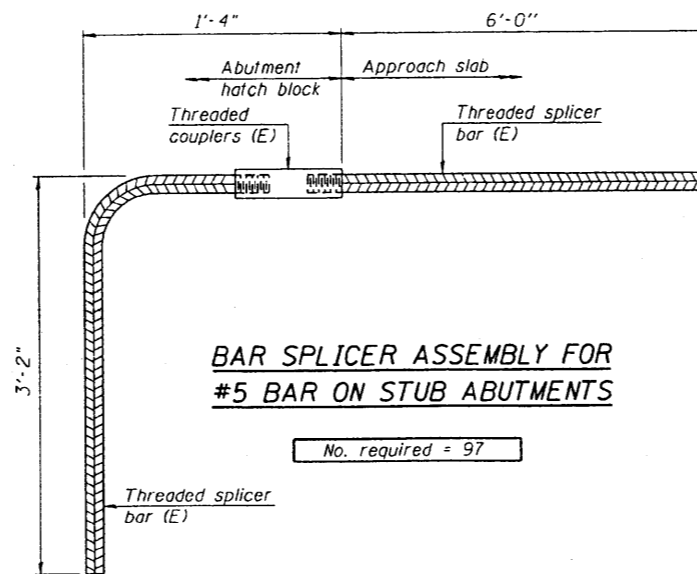 1'-4"
6'-0"
Abutment
hatch block
Approach slab
Threaded
couplers (E)
Threaded splicer
bar (E)
3'-2"
BAR SPLICER ASSEMBLY FOR
#5 BAR ON STUB ABUTMENTS
No. required = 97
Threaded splicer
bar (E)